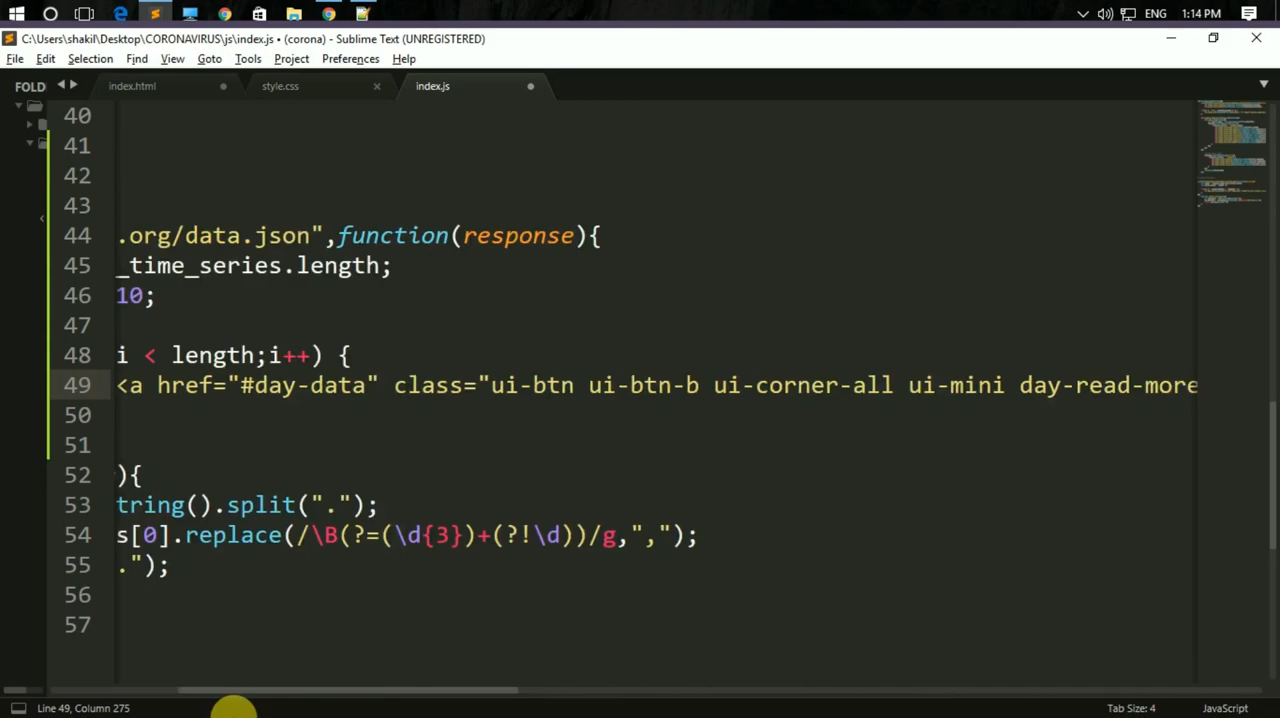 ENG 1:14 PM
C:\Users\shakil\Desktop\CORONAVIRUS\js\index.js • (corona) - Sublime Text (UNREGISTERED)
File Edit Selection Find View Goto Tools Project Preferences Help
FOLD index.html style.css index.js
40
41
42
43
44 .org/data.json",function(response){
45 _time_series.length;
46 10;
47
48 i < length;i++) {
49 <a href="#day-data" class="ui-btn ui-btn-b ui-corner-all ui-mini day-read-more
50
51
52 ){
53 tring().split(".");
54 s[0].replace(/\B(?=(\d{3})+(?!\d))/g,",");
55 .");
56
57
Line 49, Column 275 Tab Size: 4 JavaScript